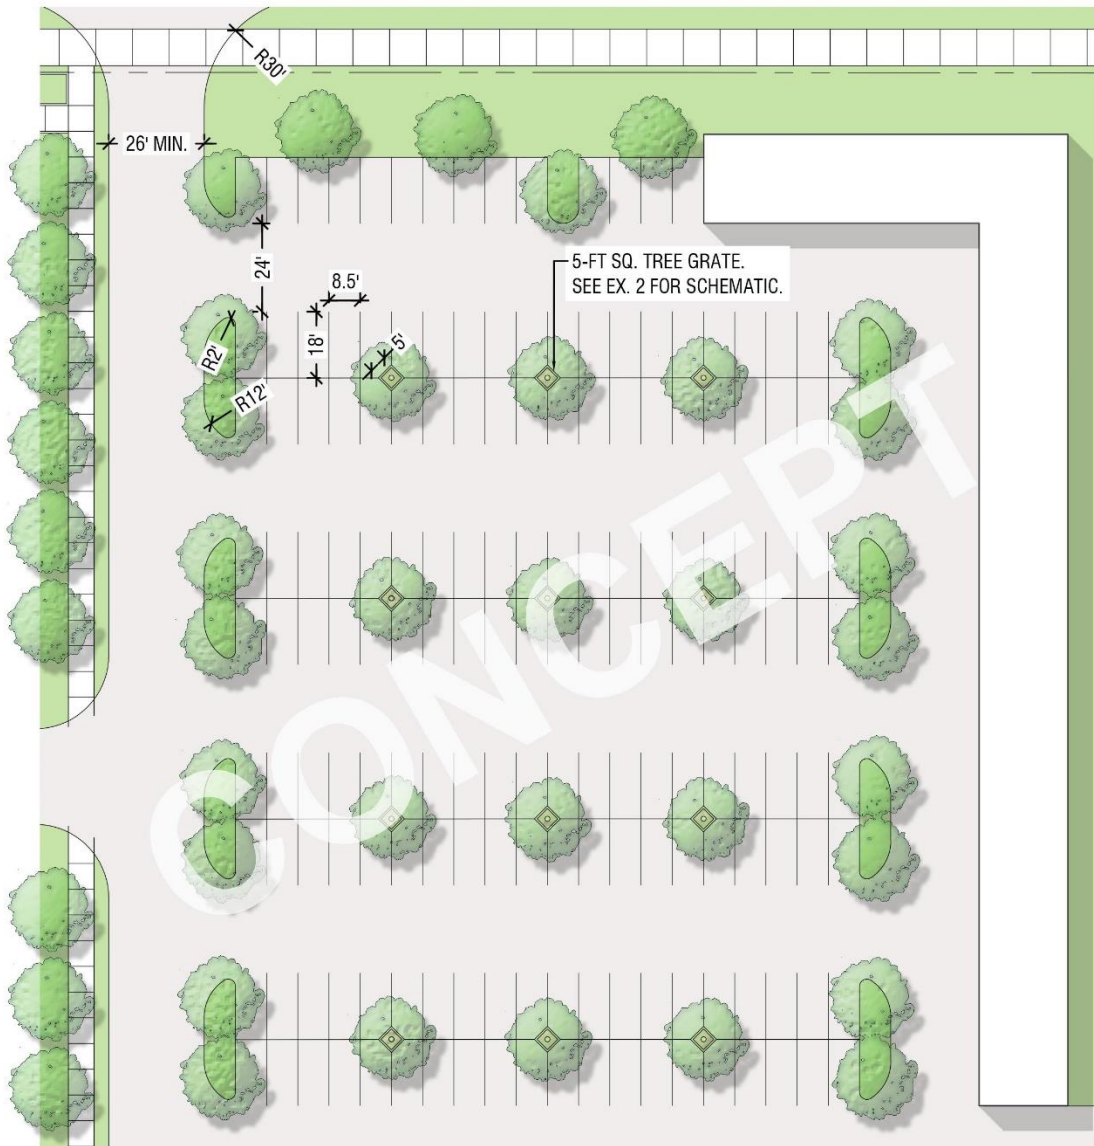 R30'
26' MIN.
24'
8.5'
5-FT SQ. TREE GRATE.
SEE EX. 2 FOR SCHEMATIC.
18'
5'
R2'
R12'
CONCEPT